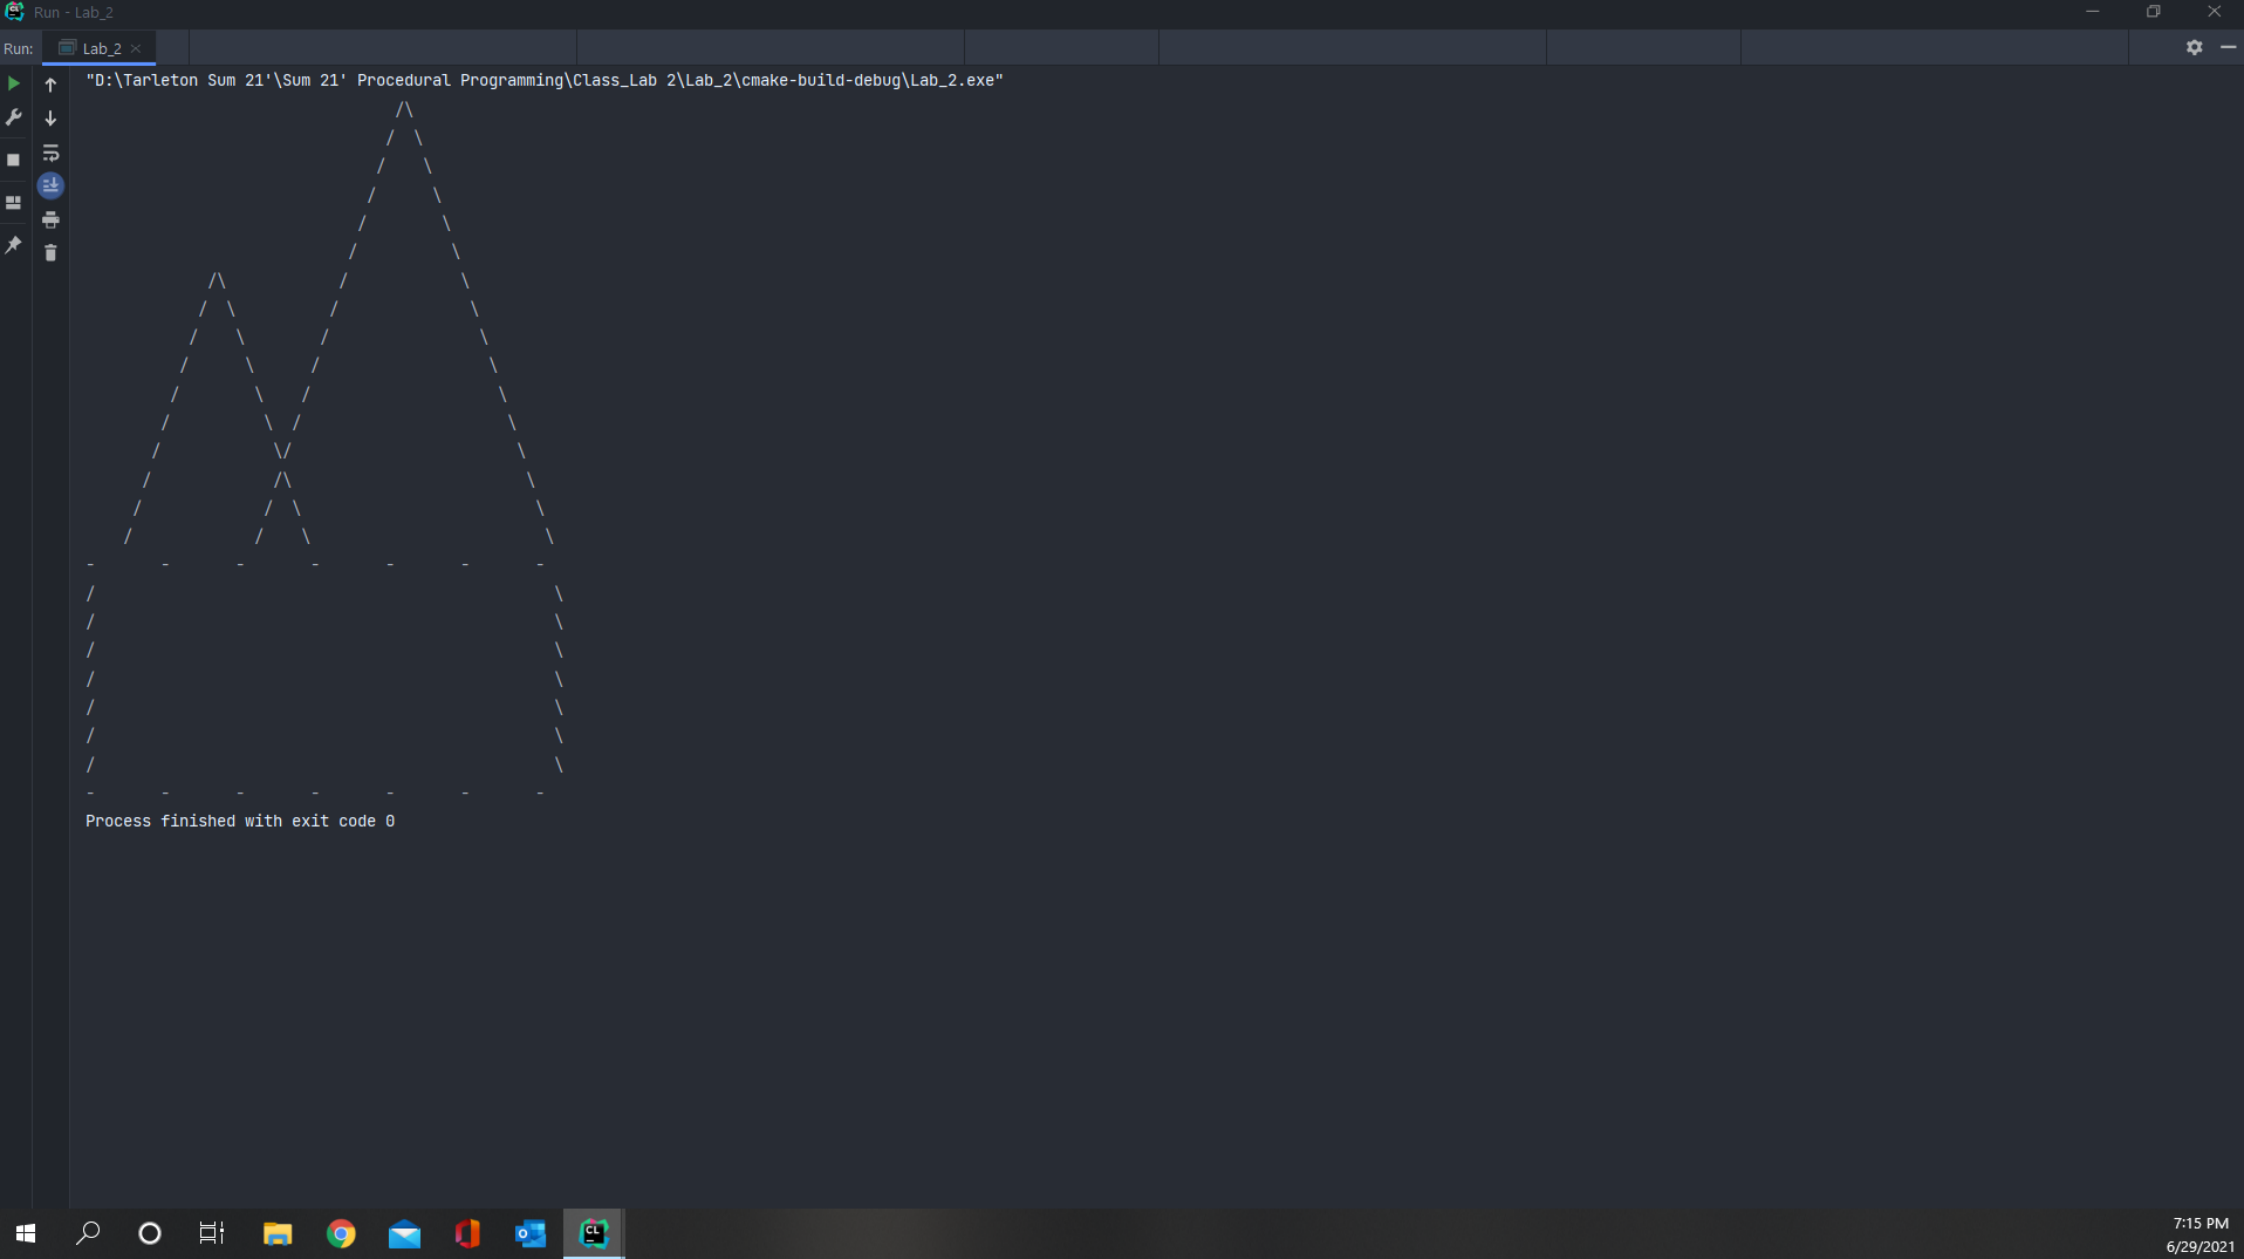 Run - Lab_2
Run: Lab_2
"D:\Tarleton Sum 21'\Sum 21' Procedural Programming\Class_Lab 2\Lab_2\cmake-build-debug\Lab_2.exe"
                                 /\
                                /  \
                               /    \
                              /      \
                             /        \
                            /          \
             /\            /            \
            /  \          /              \
           /    \        /                \
          /      \      /                  \
         /        \    /                    \
        /          \  /                      \
       /            \/                        \
      /             /\                         \
     /             /  \                         \
    /             /    \                         \
-       -       -       -       -       -       -
/                                                 \
/                                                 \
/                                                 \
/                                                 \
/                                                 \
/                                                 \
/                                                 \
-       -       -       -       -       -       -
Process finished with exit code 0
CL
7:15 PM
6/29/2021